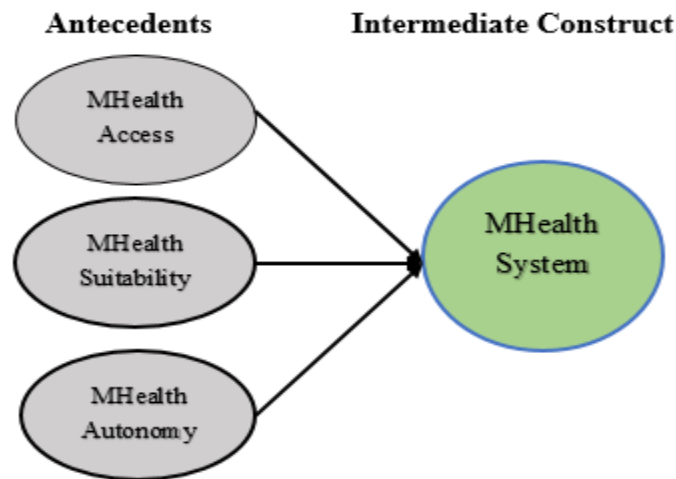 Antecedents
Intermediate Construct
MHealth
Access
MHealth
Suitability
MHealth
Autonomy
MHealth
System